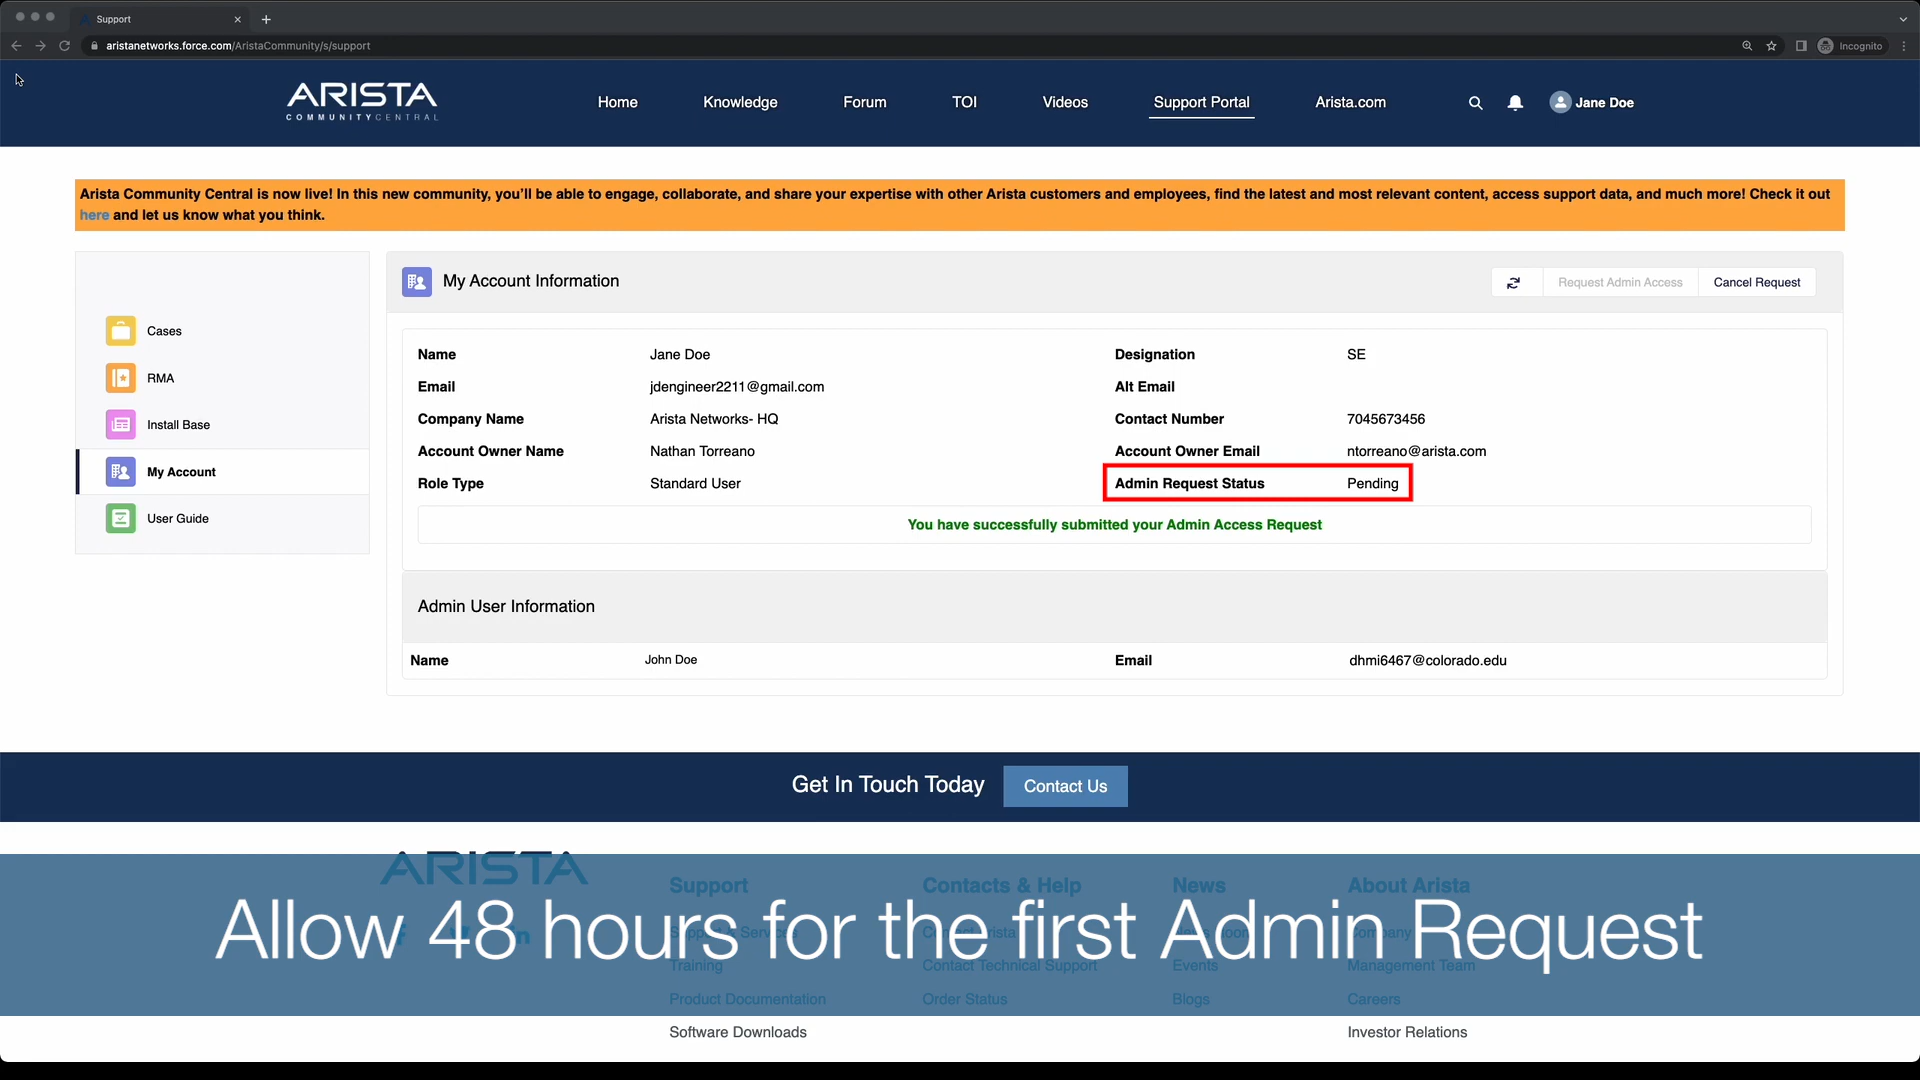 Support
aristanetworks.force.com/AristaCommunity/s/support
Incognito
ARISTA
COMMUNITYCENTRAL
Home
Knowledge
Forum
TOI
Videos
Support Portal
Arista.com
Jane Doe
Arista Community Central is now live! In this new community, you'll be able to engage, collaborate, and share your expertise with other Arista customers and employees, find the latest and most relevant content, access support data, and much more! Check it out
here and let us know what you think.
Cases
RMA
Install Base
My Account
User Guide
My Account Information
Request Admin Access
Cancel Request
Name Jane Doe Designation SE
Email jdengineer2211@gmail.com Alt Email
Company Name Arista Networks- HQ Contact Number 7045673456
Account Owner Name Nathan Torreano Account Owner Email ntorreano@arista.com
Role Type Standard User Admin Request Status Pending
You have successfully submitted your Admin Access Request
Admin User Information
Name John Doe Email dhmi6467@colorado.edu
Get In Touch Today Contact Us
ARISTA
Support Contacts & Help News About Arista
Allow 48 hours for the first Admin Request
Training Contact Technical Support Events Management Team
Product Documentation Order Status Blogs Careers
Software Downloads Investor Relations